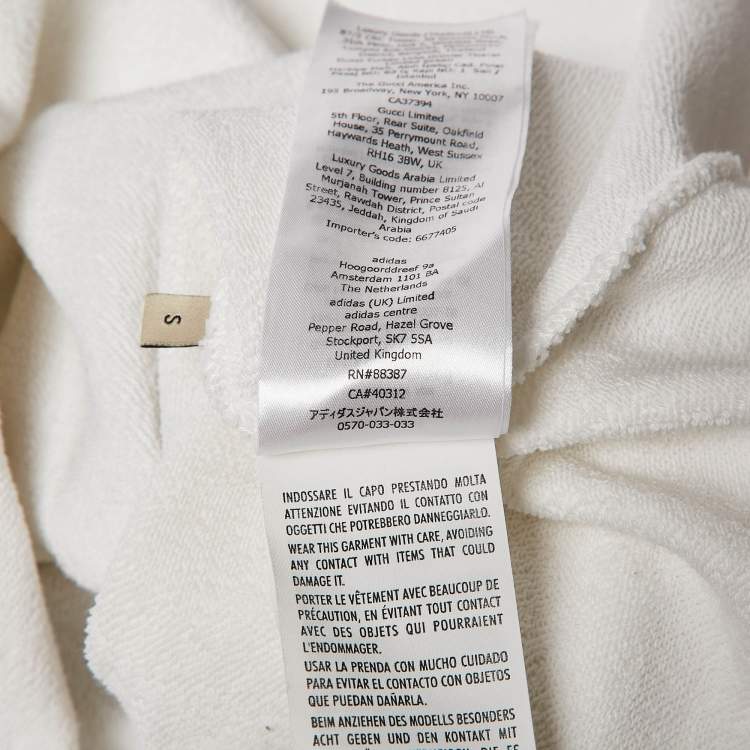 Luxury Goods
Istanbul
The Gucci America Inc.
195 Broadway, New York, NY 10007
CA37394
Gucci Limited
5th Floor, Rear Suite, Oakfield
House, 35 Perrymount Road,
Haywards Heath, West Sussex
RH16 3BW, UK
Luxury Goods Arabia Limited
Level 7, Building number 8125, Al
Murjanah Tower, Prince Sultan
Street, Rawdah District, Postal code
23435, Jeddah, Kingdom of Saudi
Arabia
Importer's code: 6677405
adidas
Hoogoorddreef 9a
Amsterdam 1101 BA
The Netherlands
adidas (UK) Limited
adidas centre
Pepper Road, Hazel Grove
Stockport, SK7 5SA
United Kingdom
RN#88387
CA#40312
アディダスジャパン株式会社
0570-033-033
S
INDOSSARE IL CAPO PRESTANDO MOLTA
ATTENZIONE EVITANDO IL CONTATTO CON
OGGETTI CHE POTREBBERO DANNEGGIARLO.
WEAR THIS GARMENT WITH CARE, AVOIDING
ANY CONTACT WITH ITEMS THAT COULD
DAMAGE IT.
PORTER LE VÊTEMENT AVEC BEAUCOUP DE
PRÉCAUTION, EN ÉVITANT TOUT CONTACT
AVEC DES OBJETS QUI POURRAIENT
L'ENDOMMAGER.
USAR LA PRENDA CON MUCHO CUIDADO
PARA EVITAR EL CONTACTO CON OBJETOS
QUE PUEDAN DAÑARLA.
BEIM ANZIEHEN DES MODELLS BESONDERS
ACHT GEBEN UND DEN KONTAKT MIT